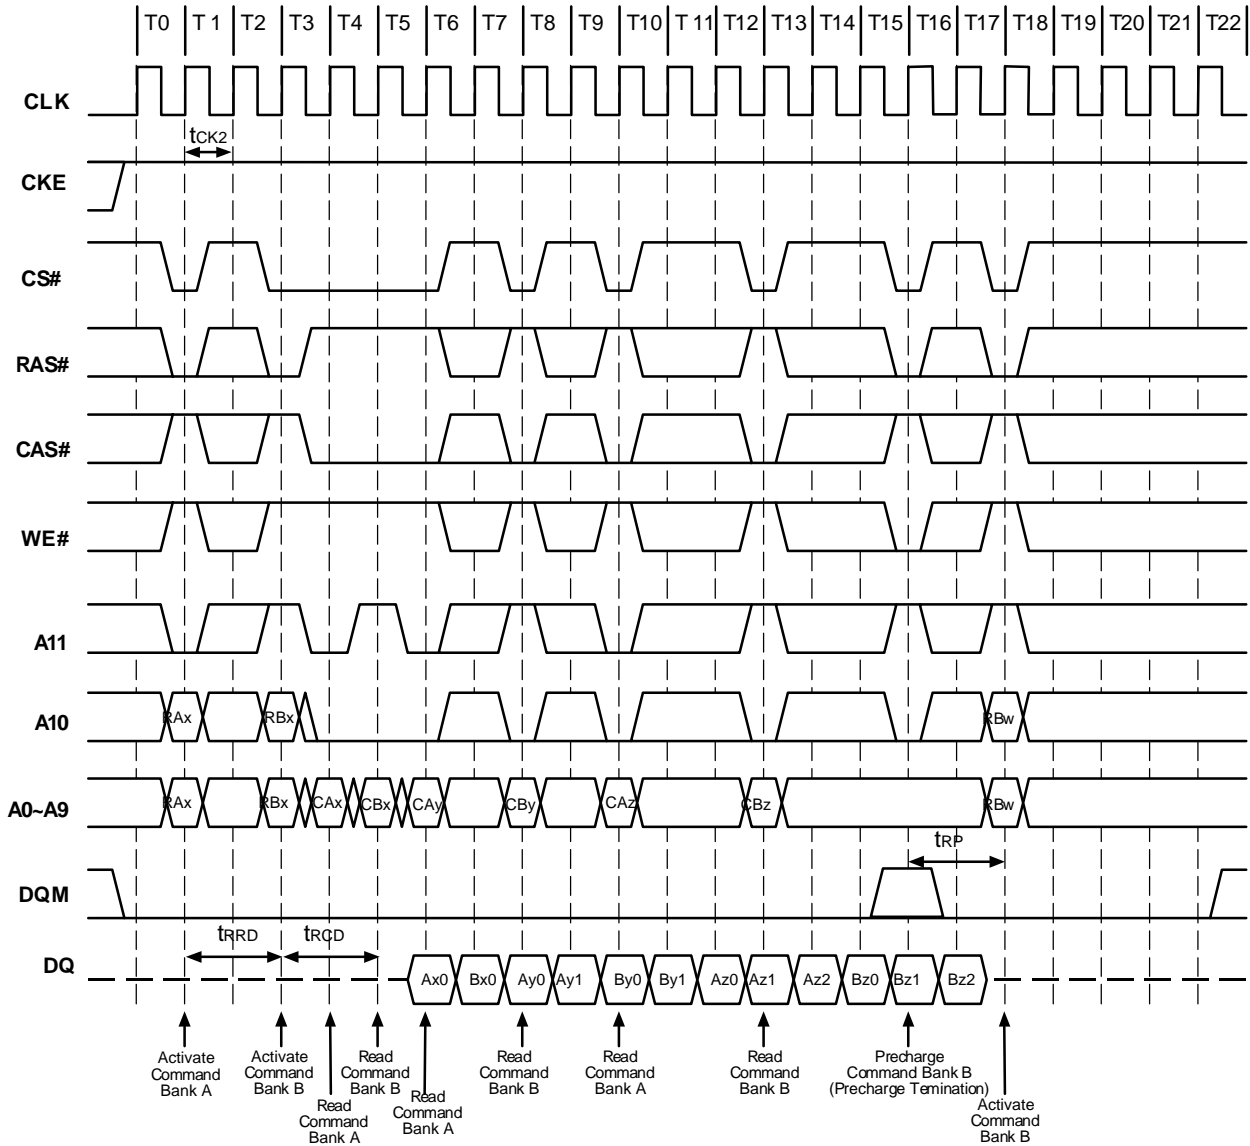 T0 T 1 T2 T3 T4 T5 T6 T7 T8 T9 T10 T 11 T12 T13 T14 T15 T16 T17 T18 T19 T20 T21 T22
CLK
tCK2
CKE
CS#
RAS#
CAS#
WE#
A11
A10
RAx RBx RBw
A0~A9
RAx RBx CAx CBx CAy CBy CAz CBz RBw
tRP
DQM
tRRD tRCD
DQ
Ax0 Bx0 Ay0 Ay1 By0 By1 Az0 Az1 Az2 Bz0 Bz1 Bz2
Activate
Command
Bank A
Activate
Command
Bank B
Read
Command
Bank A
Read
Command
Bank B
Read
Command
Bank A
Read
Command
Bank B
Read
Command
Bank A
Read
Command
Bank B
Precharge
Command Bank B
(Precharge Temination)
Activate
Command
Bank B